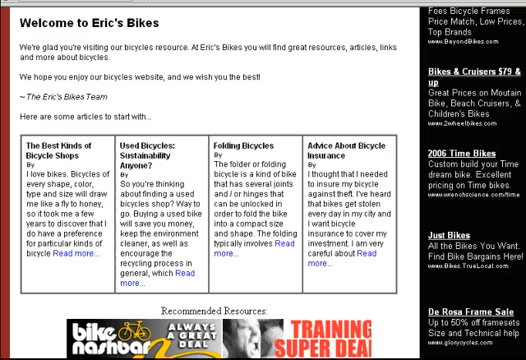 Welcome to Eric's Bikes
We're glad you're visiting our bicycles resource. At Eric's Bikes you will find great resources, articles, links
and more about bicycles.
We hope you enjoy our bicycles website, and we wish you the best!
~The Eric's Bikes Team
Here are some articles to start with...
The Best Kinds of
Bicycle Shops
By
I love bikes. Bicycles of
every shape, color,
type and size will draw
me like a fly to honey,
so it took me a few
years to discover that I
do have a preference
for particular kinds of
bicycle Read more...
Used Bicycles:
Sustainability
Anyone?
By
So you're thinking
about finding a used
bicycles shop? Way to
go. Buying a used bike
will save you money,
keep the environment
cleaner, as well as
encourage the
recycling process in
general, which Read
more...
Folding Bicycles
By
The folder or folding
bicycle is a kind of bike
that has several joints
and / or hinges that
can be unlocked in
order to fold the bike
into a compact size
and shape. The folding
typically involves Read
more...
Advice About Bicycle
Insurance
By
I thought that I needed
to insure my bicycle
against theft. I've heard
that bikes get stolen
every day in my city and
I want bicycle
insurance to cover my
investment. I am very
careful about Read
more...
Recommended Resources:
bike
nashbar
ALWAYS
A GREAT
DEAL
TRAINING
SUPER DEAL
Foes Bicycle Frames
Price Match, Low Prices,
Top Brands
www.BeyondBikes.com
Bikes & Cruisers $79 &
up
Great Prices on Moutain
Bike, Beach Cruisers, &
Children's Bikes
www.2wheelbikes.com
2006 Time Bikes
Custom build your Time
dream bike. Excellent
pricing on Time bikes.
www.wrenchscience.com/time
Just Bikes
All the Bikes You Want.
Find Bike Bargains Here!
www.Bikes.TrueLocal.com
De Rosa Frame Sale
Up to 50% off framesets
Size and Technical help
www.glorycycles.com